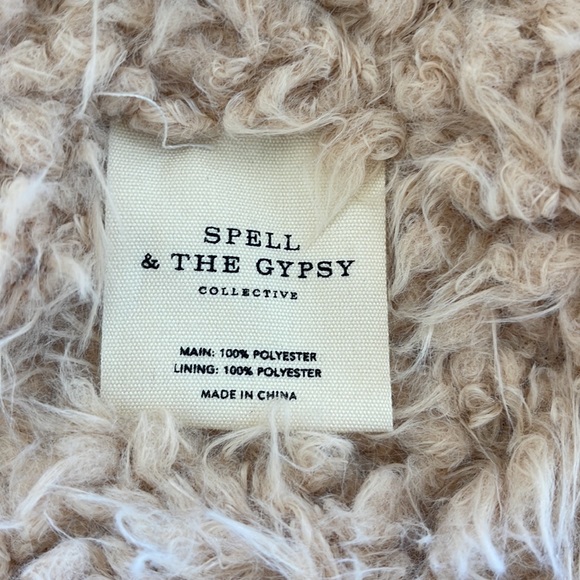 SPELL
& THE GYPSY
COLLECTIVE
MAIN: 100% POLYESTER
LINING: 100% POLYESTER
MADE IN CHINA